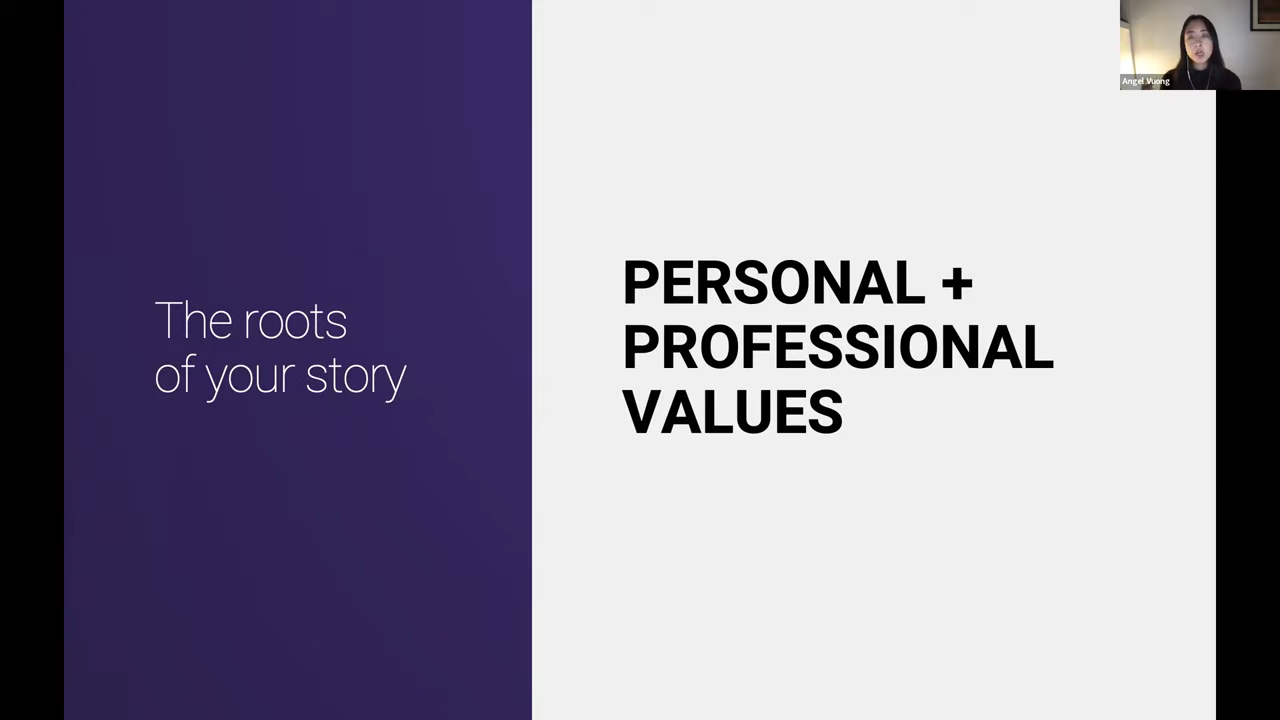 The roots
of your story
PERSONAL +
PROFESSIONAL
VALUES
Angel Vuong